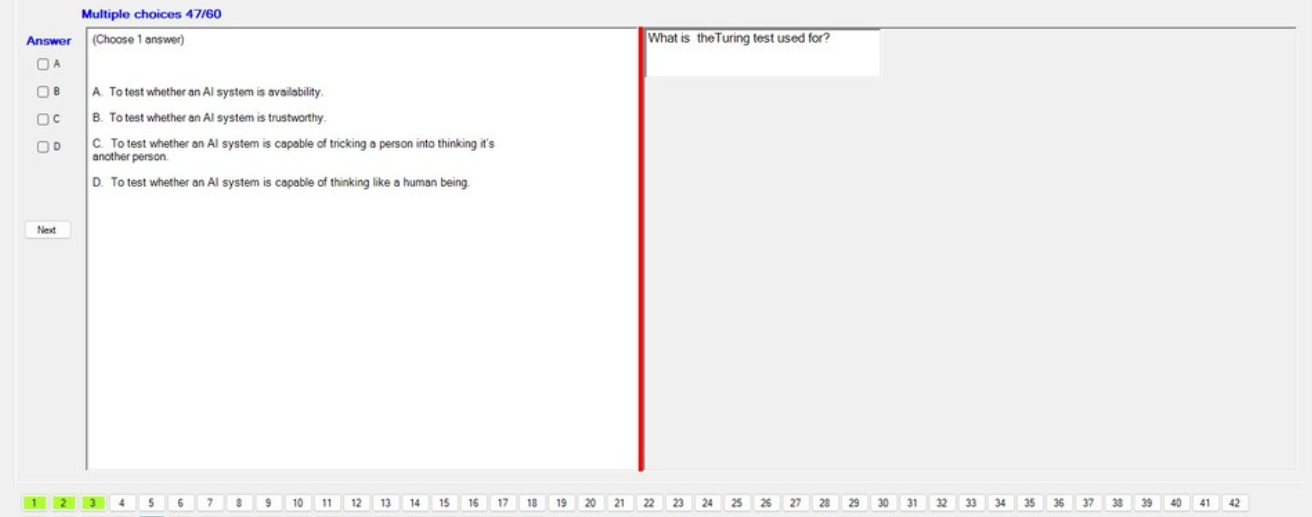 Multiple choices 47/60
Answer
A
B
C
D
Next
(Choose 1 answer)
A. To test whether an AI system is availability.
B. To test whether an AI system is trustworthy.
C. To test whether an AI system is capable of tricking a person into thinking it's
another person.
D. To test whether an AI system is capable of thinking like a human being.
What is theTuring test used for?
1 2 3 4 5 6 7 8 9 10 11 12 13 14 15 16 17 18 19 20 21 22 23 24 25 26 27 28 29 30 31 32 33 34 35 36 37 38 39 40 41 42